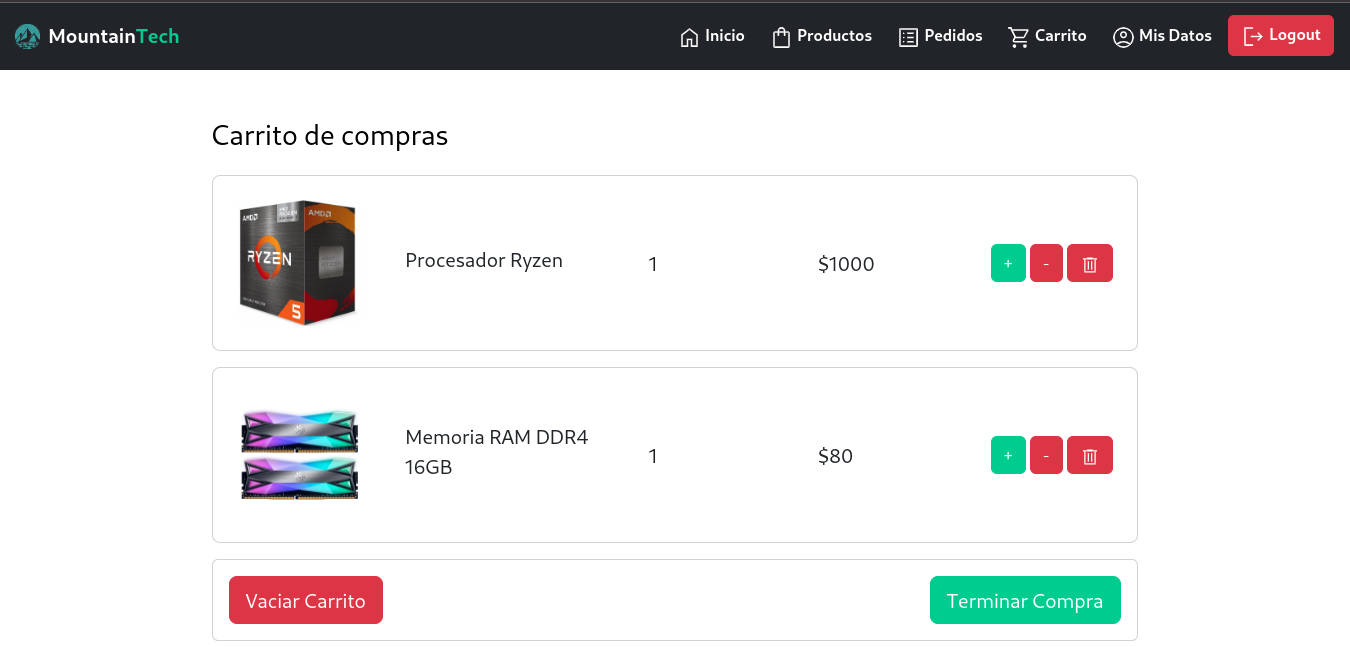 MountainTech
Inicio
Productos
Pedidos
Carrito
Mis Datos
Logout
Carrito de compras
AMD
AMD
RYZEN
5
Procesador Ryzen
1
$1000
+
-
Memoria RAM DDR4
16GB
1
$80
+
-
Vaciar Carrito
Terminar Compra